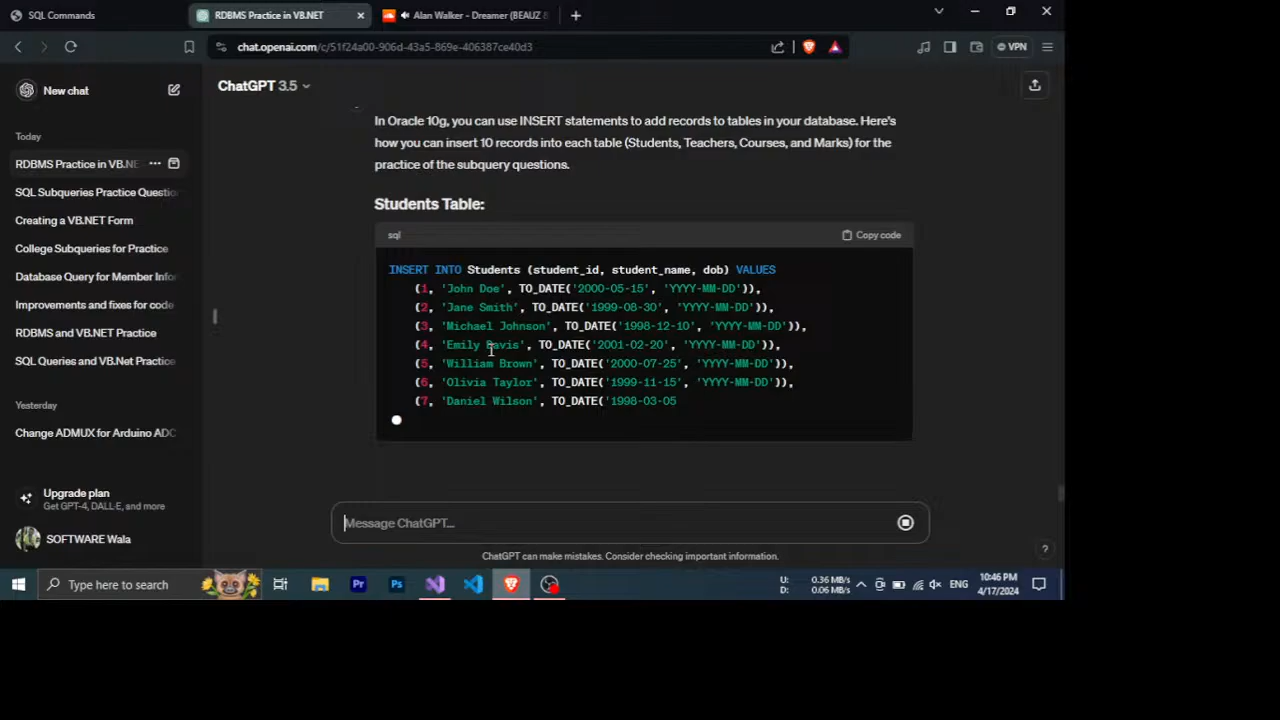 SQL Commands
RDBMS Practice in VB.NET
Alan Walker - Dreamer (BEAUZ &
chat.openai.com/c/51f24a00-906d-43a5-869e-406387ce40d3
VPN
New chat
ChatGPT 3.5
Today
RDBMS Practice in VB.NE
SQL Subqueries Practice Questio
Creating a VB.NET Form
College Subqueries for Practice
Database Query for Member Infor
Improvements and fixes for code
RDBMS and VB.NET Practice
SQL Queries and VB.Net Practice
Yesterday
Change ADMUX for Arduino ADC
Upgrade plan
Get GPT-4, DALL·E, and more
SOFTWARE Wala
In Oracle 10g, you can use INSERT statements to add records to tables in your database. Here's
how you can insert 10 records into each table (Students, Teachers, Courses, and Marks) for the
practice of the subquery questions.
Students Table:
sql
Copy code
INSERT INTO Students (student_id, student_name, dob) VALUES
(1, 'John Doe', TO_DATE('2000-05-15', 'YYYY-MM-DD')),
(2, 'Jane Smith', TO_DATE('1999-08-30', 'YYYY-MM-DD')),
(3, 'Michael Johnson', TO_DATE('1998-12-10', 'YYYY-MM-DD')),
(4, 'Emily Davis', TO_DATE('2001-02-20', 'YYYY-MM-DD')),
(5, 'William Brown', TO_DATE('2000-07-25', 'YYYY-MM-DD')),
(6, 'Olivia Taylor', TO_DATE('1999-11-15', 'YYYY-MM-DD')),
(7, 'Daniel Wilson', TO_DATE('1998-03-05
Message ChatGPT...
ChatGPT can make mistakes. Consider checking important information.
?
Type here to search
Pr
Ps
U: 0.36 MB/s
D: 0.06 MB/s
ENG
10:46 PM
4/17/2024